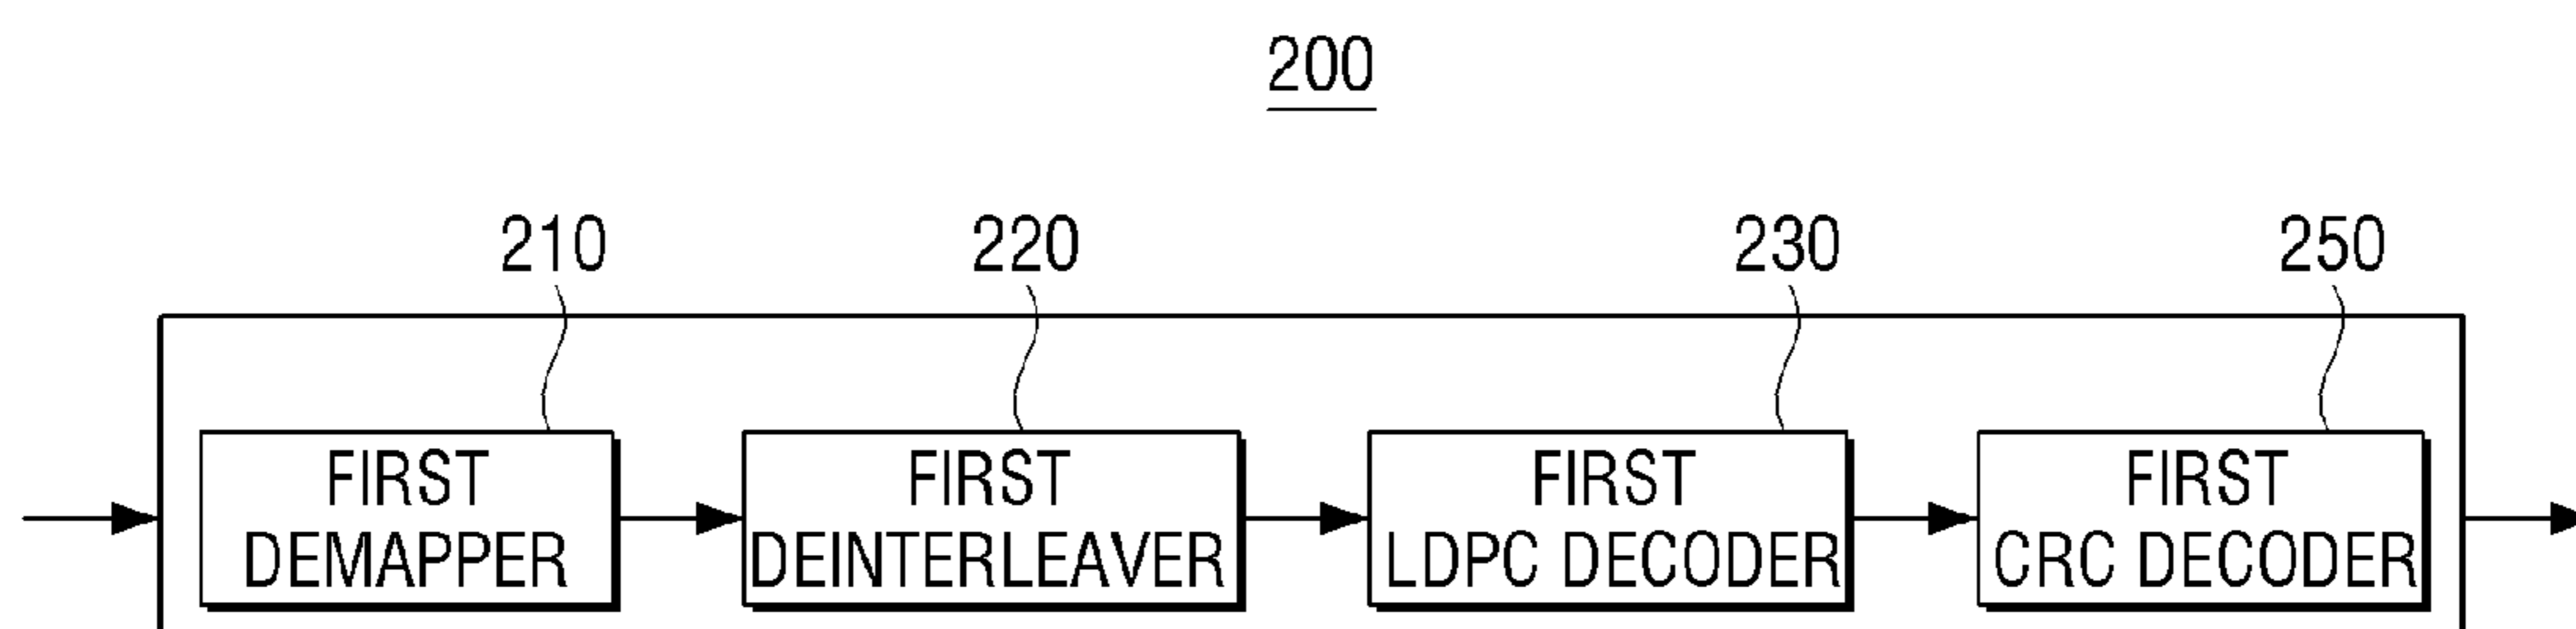 200
210
220
230
250
FIRST
DEMAPPER
FIRST
DEINTERLEAVER
FIRST
LDPC DECODER
FIRST
CRC DECODER